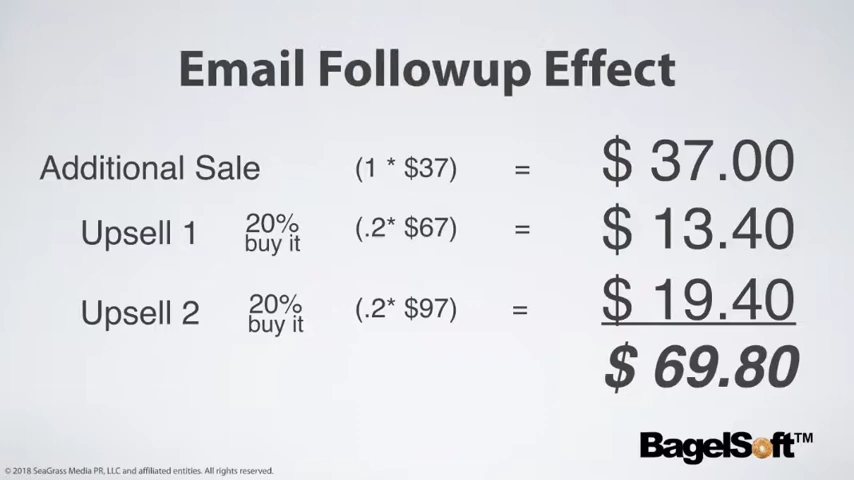 Email Followup Effect
Additional Sale (1 * $37) = $ 37.00
Upsell 1 20% buy it (.2* $67) = $ 13.40
Upsell 2 20% buy it (.2* $97) = $ 19.40
$ 69.80
BagelSoft™
© 2018 SeaGrass Media PR, LLC and affiliated entities. All rights reserved.